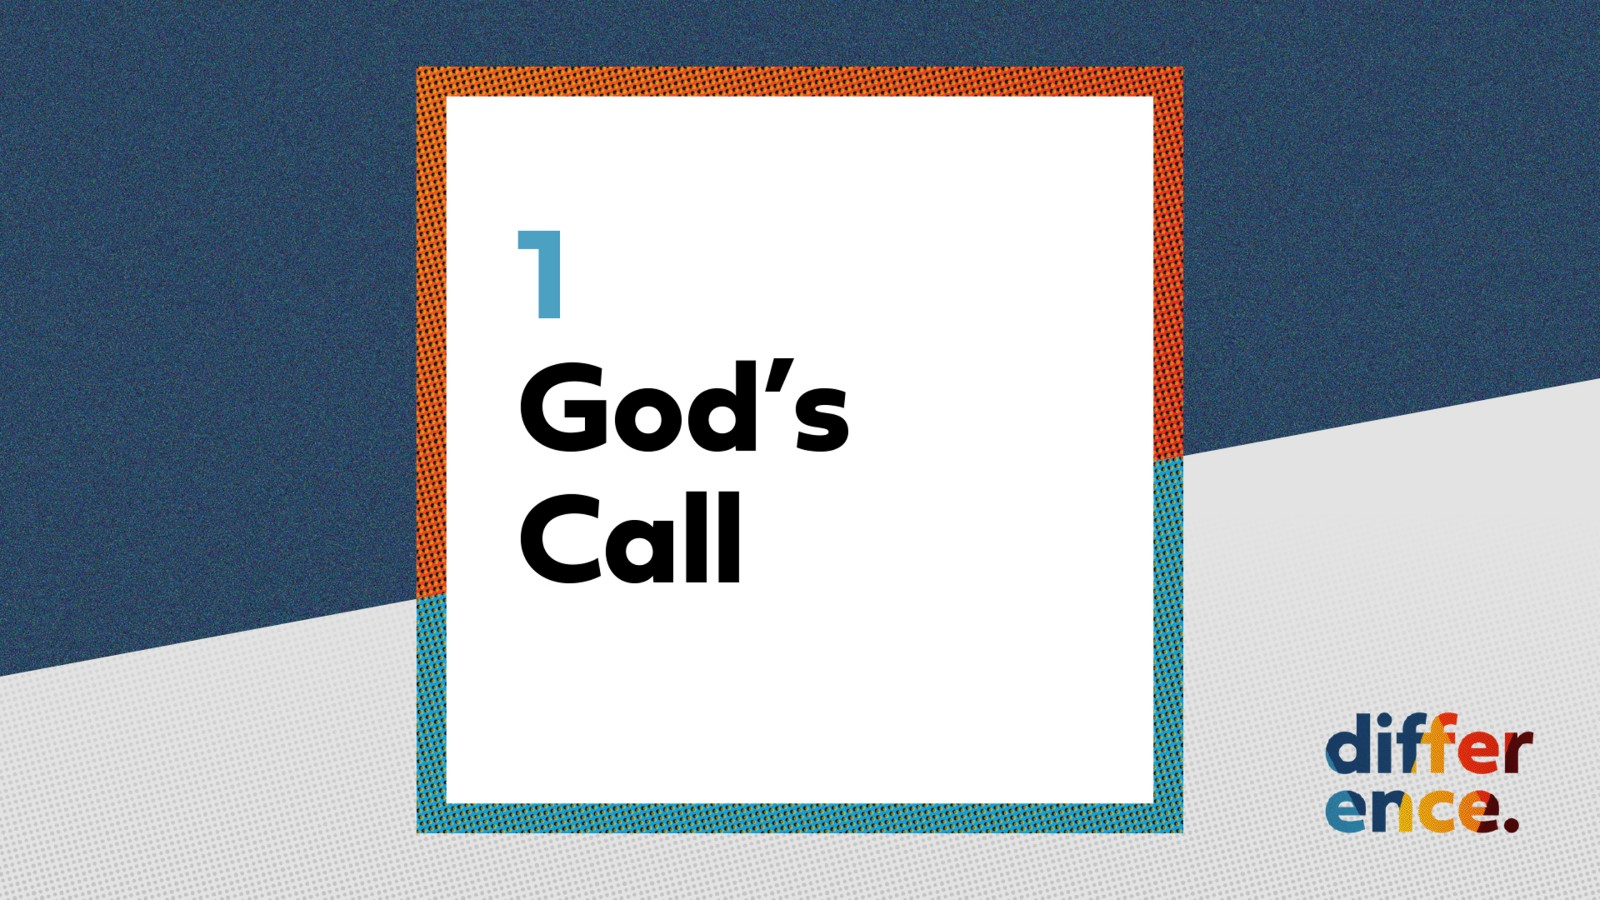 1
God’s
Call
differ
ence.